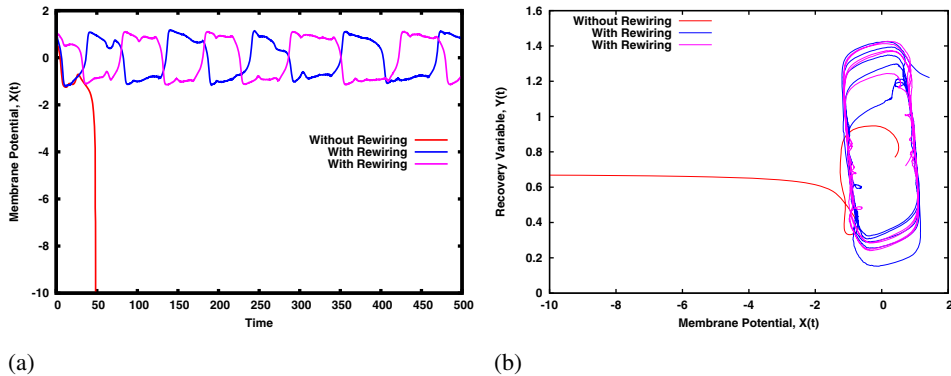 2
0
-2
-4
-6
-8
-10
0 50 100 150 200 250 300 350 400 450 500
Membrane Potential, X(t)
Time
Without Rewiring
With Rewiring
With Rewiring
(a)
1.6
1.4
1.2
1
0.8
0.6
0.4
0.2
0
-10 -8 -6 -4 -2 0 2
Recovery Variable, Y(t)
Membrane Potential, X(t)
Without Rewiring
With Rewiring
With Rewiring
(b)